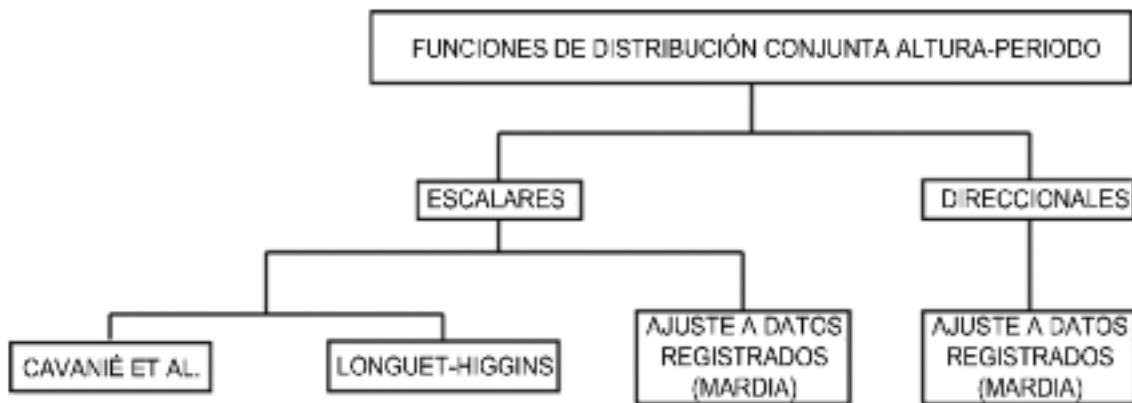 FUNCIONES DE DISTRIBUCIÓN CONJUNTA ALTURA-PERIODO
ESCALARES
DIRECCIONALES
CAVANIÉ ET AL.
LONGUET-HIGGINS
AJUSTE A DATOS
REGISTRADOS
(MARDIA)
AJUSTE A DATOS
REGISTRADOS
(MARDIA)